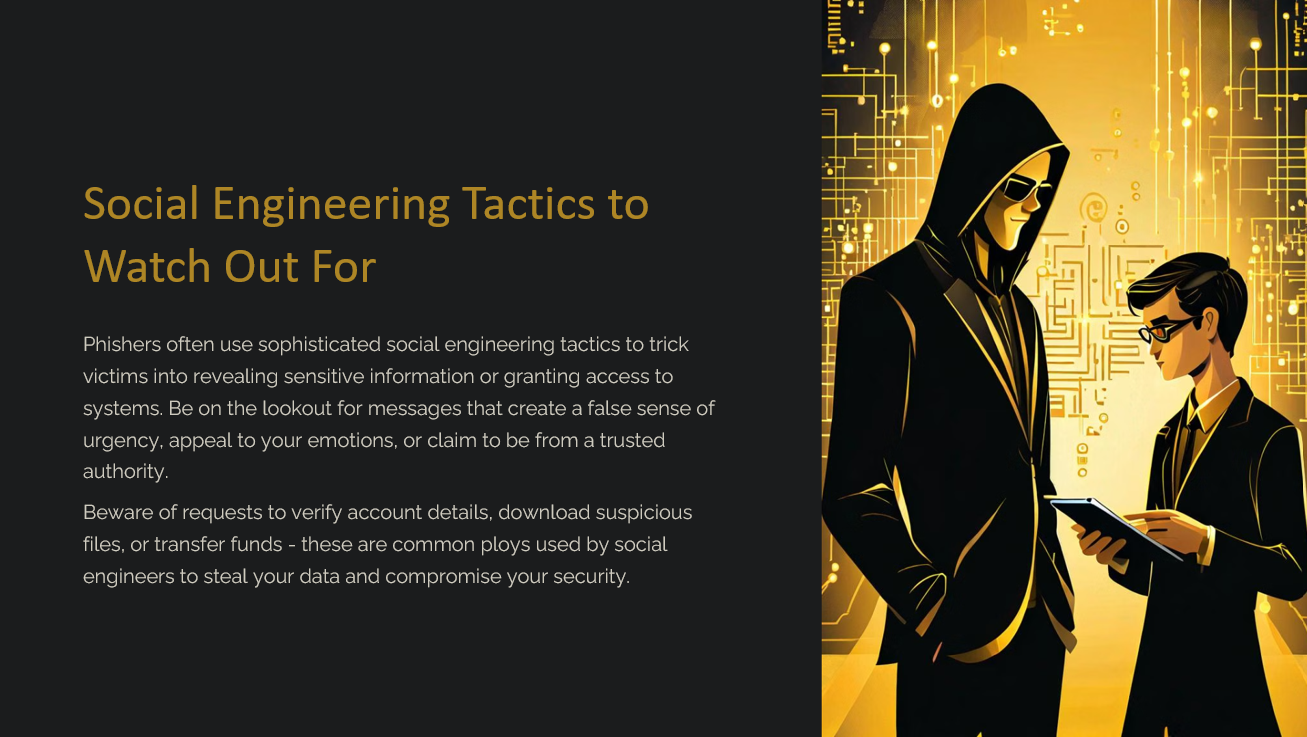 Social Engineering Tactics to
Watch Out For
Phishers often use sophisticated social engineering tactics to trick
victims into revealing sensitive information or granting access to
systems. Be on the lookout for messages that create a false sense of
urgency, appeal to your emotions, or claim to be from a trusted
authority.
Beware of requests to verify account details, download suspicious
files, or transfer funds - these are common ploys used by social
engineers to steal your data and compromise your security.